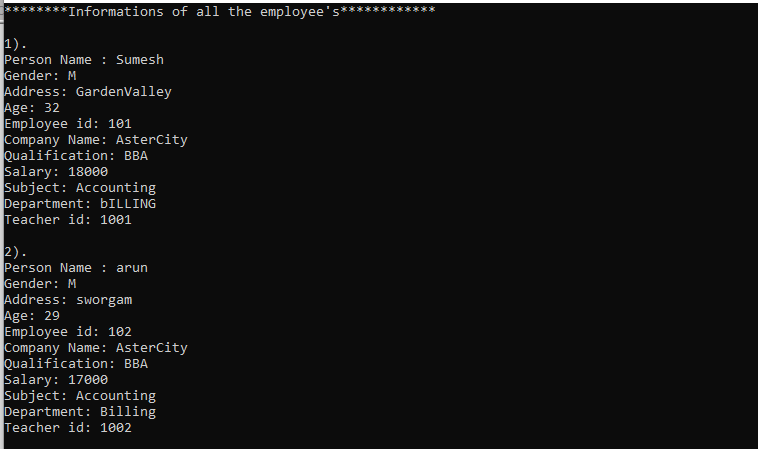 ********Informations of all the employee's************
1).
Person Name : Sumesh
Gender: M
Address: GardenValley
Age: 32
Employee id: 101
Company Name: AsterCity
Qualification: BBA
Salary: 18000
Subject: Accounting
Department: bILLING
Teacher id: 1001
2).
Person Name : arun
Gender: M
Address: sworgam
Age: 29
Employee id: 102
Company Name: AsterCity
Qualification: BBA
Salary: 17000
Subject: Accounting
Department: Billing
Teacher id: 1002